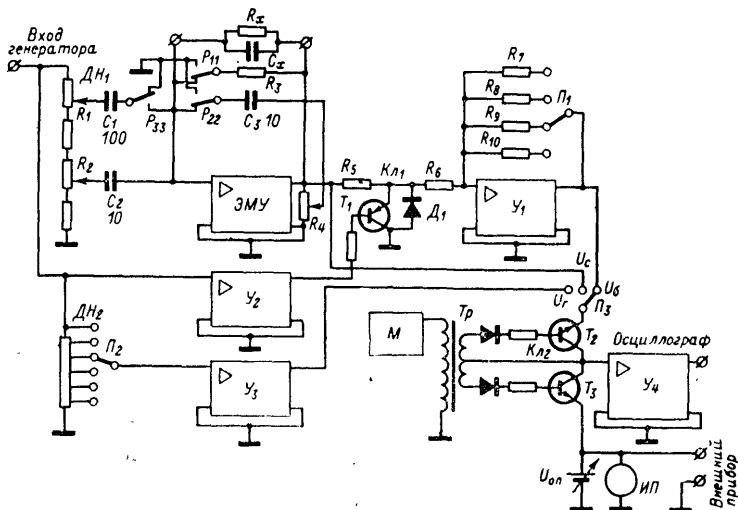 Вход
генератора
ДН₁
R₁
C₁
100
P₃₃
P₁₁
P₂₂
Rₓ
Cₓ
R₃
C₃ 10
R₂
C₂
10
ЭМУ
R₄
R₅
Кл₁
T₁
Д₁
R₆
R₇
R₈
R₉
R₁₀
П₁
У₁
У₂
ДН₂
П₂
У₃
Uс
Uб
Uг
П₃
М
Тр
Кл₂
T₂
T₃
Осциллограф
У₄
Uоп
ИП
Внешний
прибор